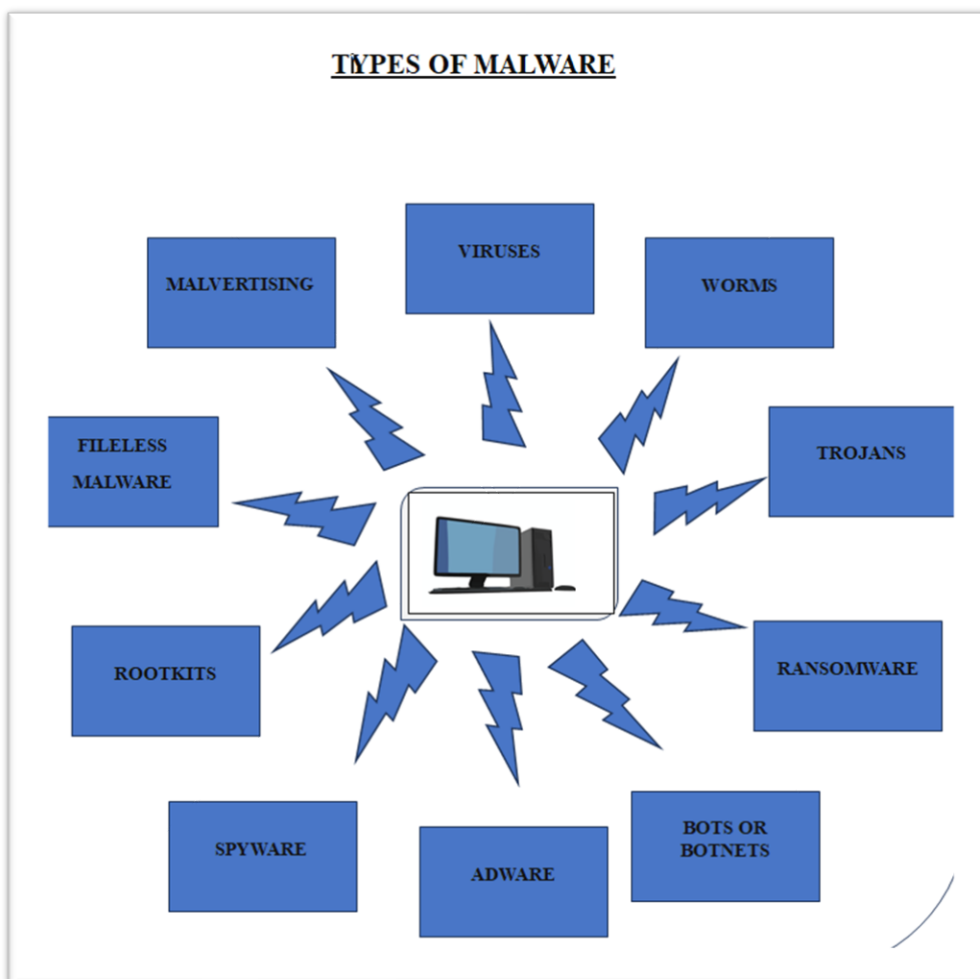 TYPES OF MALWARE
VIRUSES
MALVERTISING
WORMS
FILELESS
MALWARE
TROJANS
ROOTKITS
RANSOMWARE
SPYWARE
ADWARE
BOTS OR
BOTNETS